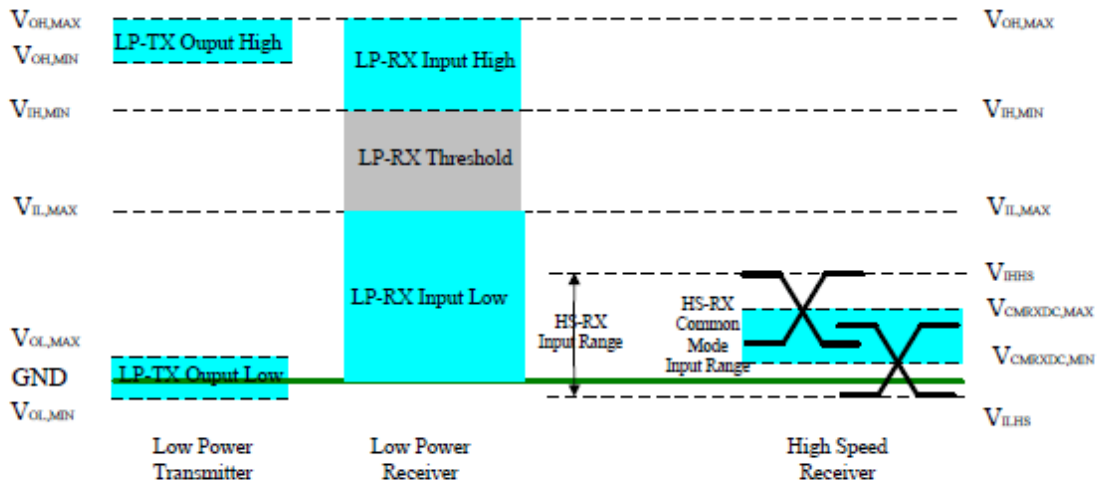 VOH,MAX
LP-TX Ouput High
VOH,MIN
LP-RX Input High
VOH,MAX
VIH,MIN
VIH,MIN
LP-RX Threshold
VIL,MAX
VIL,MAX
LP-RX Input Low
HS-RX
Input Range
HS-RX
Common
Mode
Input Range
VIHHS
VCMRXDC,MAX
VCMRXDC,MIN
VILHS
VOL,MAX
GND
LP-TX Ouput Low
VOL,MIN
Low Power
Transmitter
Low Power
Receiver
High Speed
Receiver